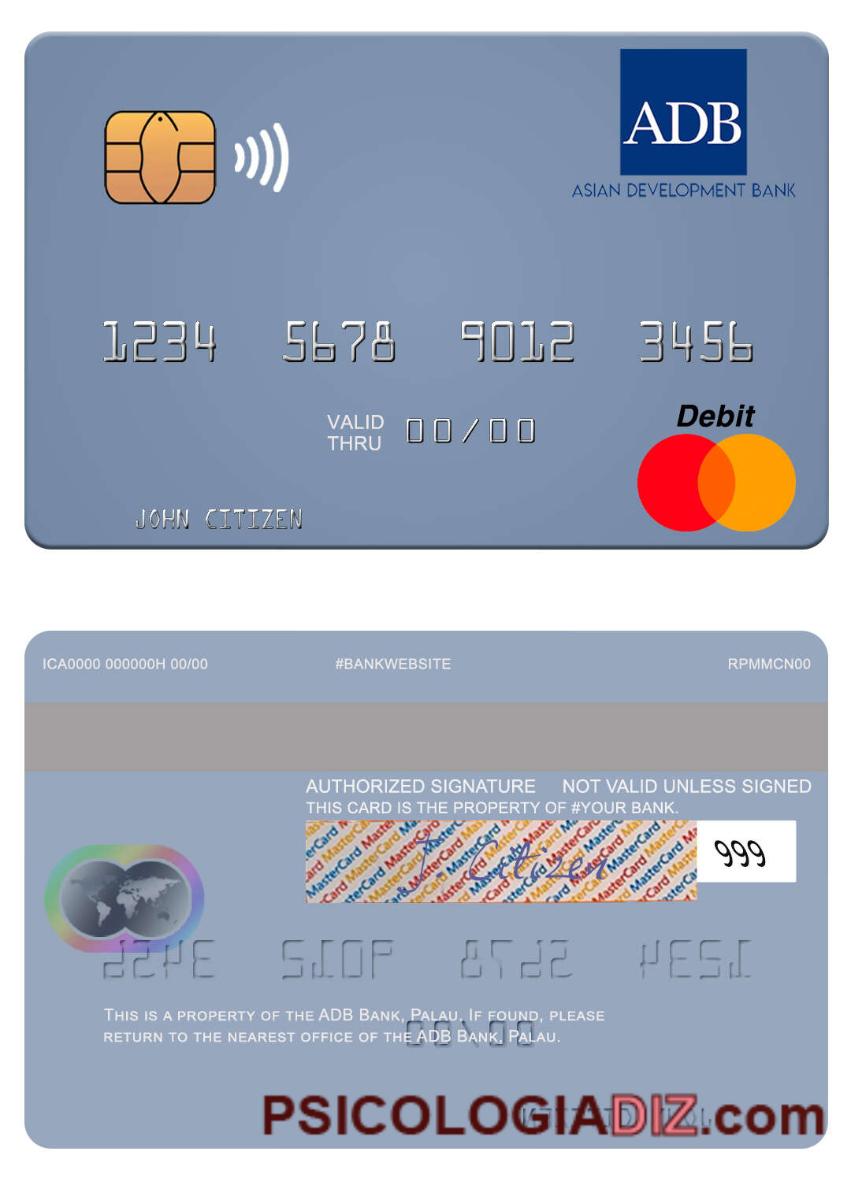 ADB
ASIAN DEVELOPMENT BANK
1234 5678 9012 3456
VALID THRU 00/00
Debit
JOHN CITIZEN
ICA0000 000000H 00/00 #BANKWEBSITE RPMMCN00
AUTHORIZED SIGNATURE NOT VALID UNLESS SIGNED
THIS CARD IS THE PROPERTY OF #YOUR BANK.
MasterCard MasterCard MasterCard
J. Citizen
999
THIS IS A PROPERTY OF THE ADB BANK, PALAU. IF FOUND, PLEASE
RETURN TO THE NEAREST OFFICE OF THE ADB BANK, PALAU.
PSICOLOGIADIZ.com